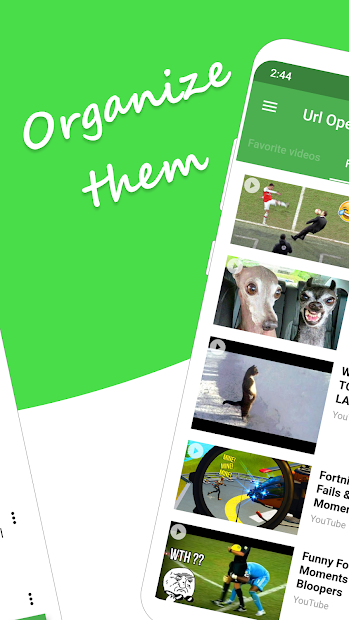 Organize
them
2:44
Url Ope
Favorite videos
W
TO
LA
You
MINE!
MINE!
MINE!
Fortni
Fails &
Momen
YouTube
WTH ??
Funny Fo
Moments
Bloopers
YouTube